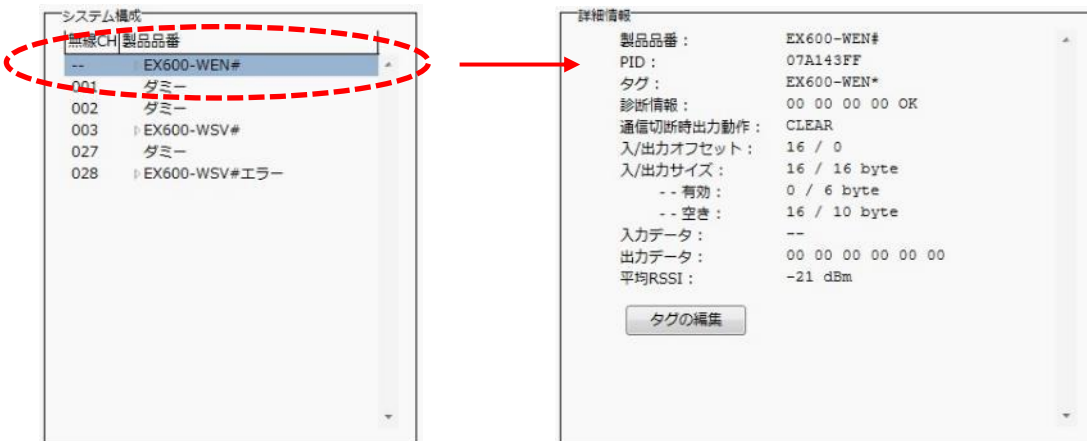 システム構成
無線CH 製品品番
-- ▷EX600-WEN#
001 ダミー
002 ダミー
003 ▷EX600-WSV#
027 ダミー
028 ▷EX600-WSV#エラー
詳細情報
製品品番： EX600-WEN#
PID： 07A143FF
タグ： EX600-WEN*
診断情報： 00 00 00 00 OK
通信切断時出力動作： CLEAR
入/出力オフセット： 16 / 0
入/出力サイズ： 16 / 16 byte
--有効： 0 / 6 byte
--空き： 16 / 10 byte
入力データ： --
出力データ： 00 00 00 00 00 00
平均RSSI： -21 dBm
タグの編集